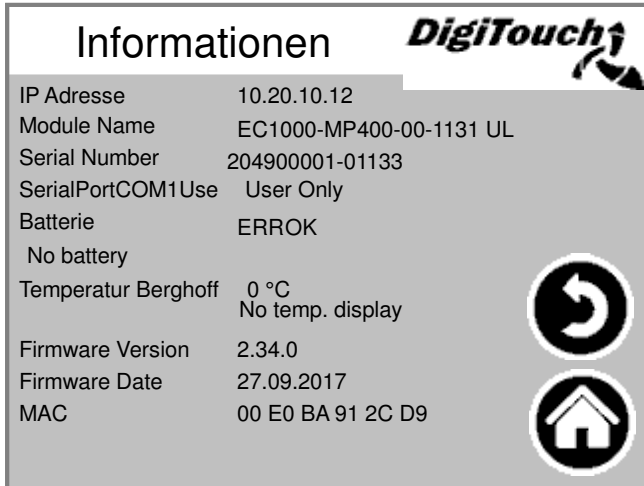 Informationen
DigiTouch
IP Adresse 10.20.10.12
Module Name EC1000-MP400-00-1131 UL
Serial Number 204900001-01133
SerialPortCOM1Use User Only
Batterie ERROK
No battery
Temperatur Berghoff 0 °C
No temp. display
Firmware Version 2.34.0
Firmware Date 27.09.2017
MAC 00 E0 BA 91 2C D9